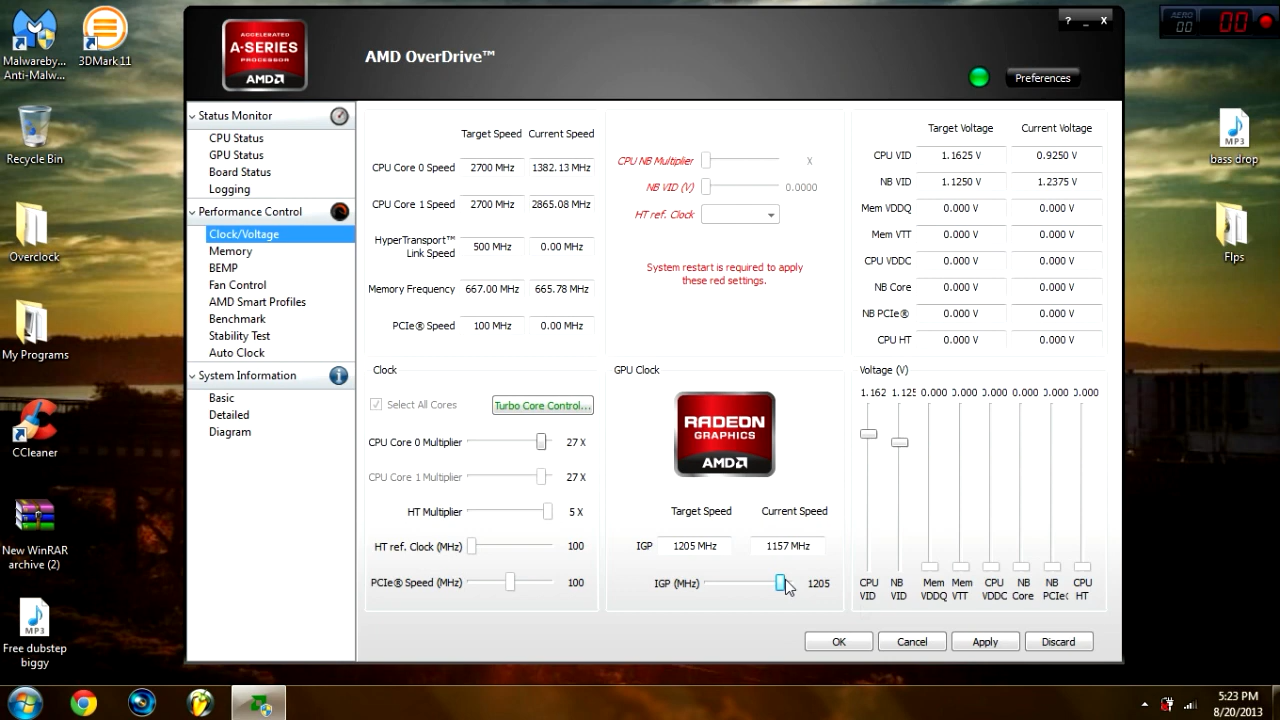 Malwareby...
Anti-Malw...
3DMark11
Recycle Bin
Overclock
My Programs
CCleaner
New WinRAR
archive (2)
MP3
Free dubstep
biggy
ACCELERATED
A-SERIES
PROCESSOR
AMD
AMD OverDrive™
? _ x
Preferences
Status Monitor
CPU Status
GPU Status
Board Status
Logging
Performance Control
Clock/Voltage
Memory
BEMP
Fan Control
AMD Smart Profiles
Benchmark
Stability Test
Auto Clock
System Information
Basic
Detailed
Diagram
Target Speed Current Speed
CPU Core 0 Speed 2700 MHz 1382.13 MHz
CPU Core 1 Speed 2700 MHz 2865.08 MHz
HyperTransport™
Link Speed 500 MHz 0.00 MHz
Memory Frequency 667.00 MHz 665.78 MHz
PCIe® Speed 100 MHz 0.00 MHz
CPU NB Multiplier X
NB VID (V) 0.0000
HT ref. Clock
System restart is required to apply
these red settings.
Target Voltage Current Voltage
CPU VID 1.1625 V 0.9250 V
NB VID 1.1250 V 1.2375 V
Mem VDDQ 0.000 V 0.000 V
Mem VTT 0.000 V 0.000 V
CPU VDDC 0.000 V 0.000 V
NB Core 0.000 V 0.000 V
NB PCIe® 0.000 V 0.000 V
CPU HT 0.000 V 0.000 V
Clock
Select All Cores Turbo Core Control...
CPU Core 0 Multiplier 27 X
CPU Core 1 Multiplier 27 X
HT Multiplier 5 X
HT ref. Clock (MHz) 100
PCIe® Speed (MHz) 100
GPU Clock
RADEON
GRAPHICS
AMD
Target Speed Current Speed
IGP 1205 MHz 1157 MHz
IGP (MHz) 1205
Voltage (V)
1.162 1.125 0.000 0.000 0.000 0.000 0.000 0.000
CPU NB Mem Mem CPU NB NB CPU
VID VID VDDQ VTT VDDC Core PCIe( HT
OK Cancel Apply Discard
AERO
00
00
MP3
bass drop
Flps
5:23 PM
8/20/2013